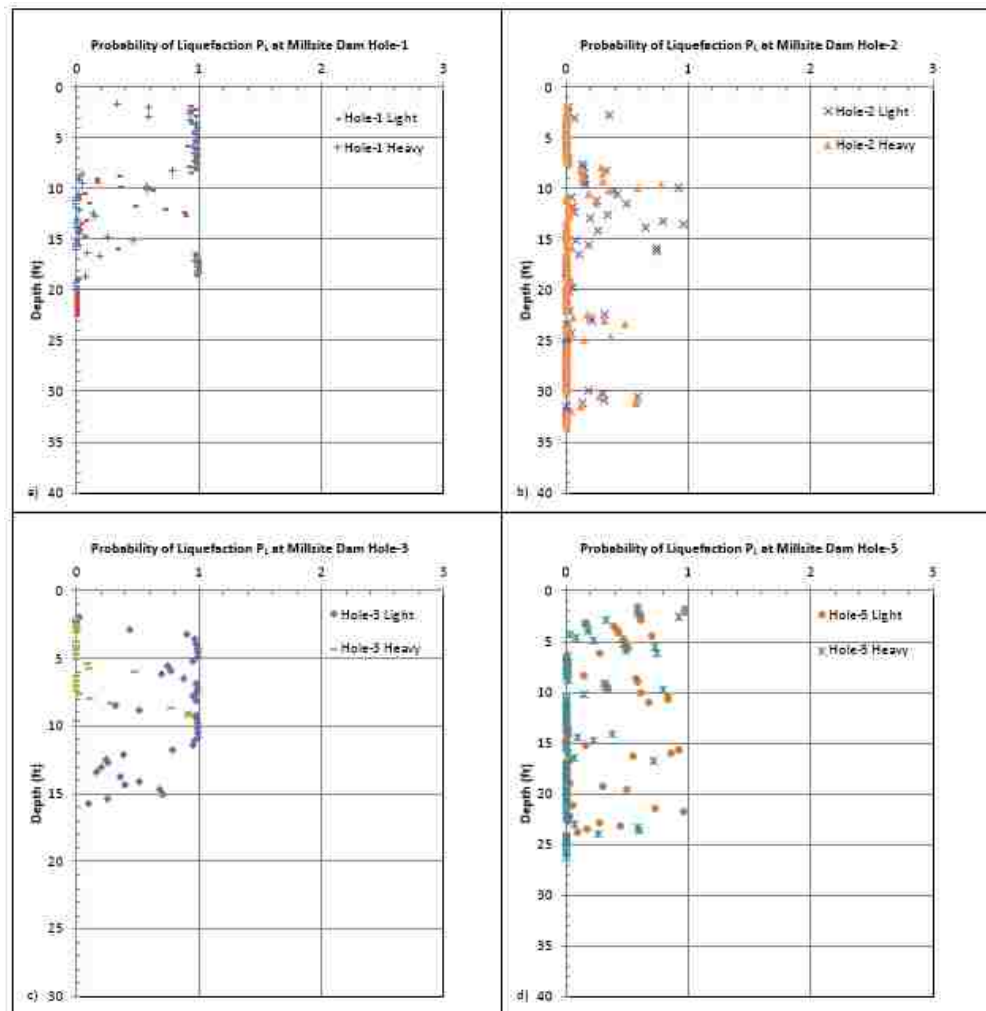 Probability of Liquefaction PL at Millsite Dam Hole-1
0 1 2 3
0
5
10
15
20
25
30
35
40
Depth (ft)
Hole-1 Light
Hole-1 Heavy
a)
Probability of Liquefaction PL at Millsite Dam Hole-2
0 1 2 3
0
5
10
15
20
25
30
35
40
Depth (ft)
Hole-2 Light
Hole-2 Heavy
b)
Probability of Liquefaction PL at Millsite Dam Hole-3
0 1 2 3
0
5
10
15
20
25
30
Depth (ft)
Hole-3 Light
Hole-3 Heavy
c)
Probability of Liquefaction PL at Millsite Dam Hole-5
0 1 2 3
0
5
10
15
20
25
30
35
40
Depth (ft)
Hole-5 Light
Hole-5 Heavy
d)